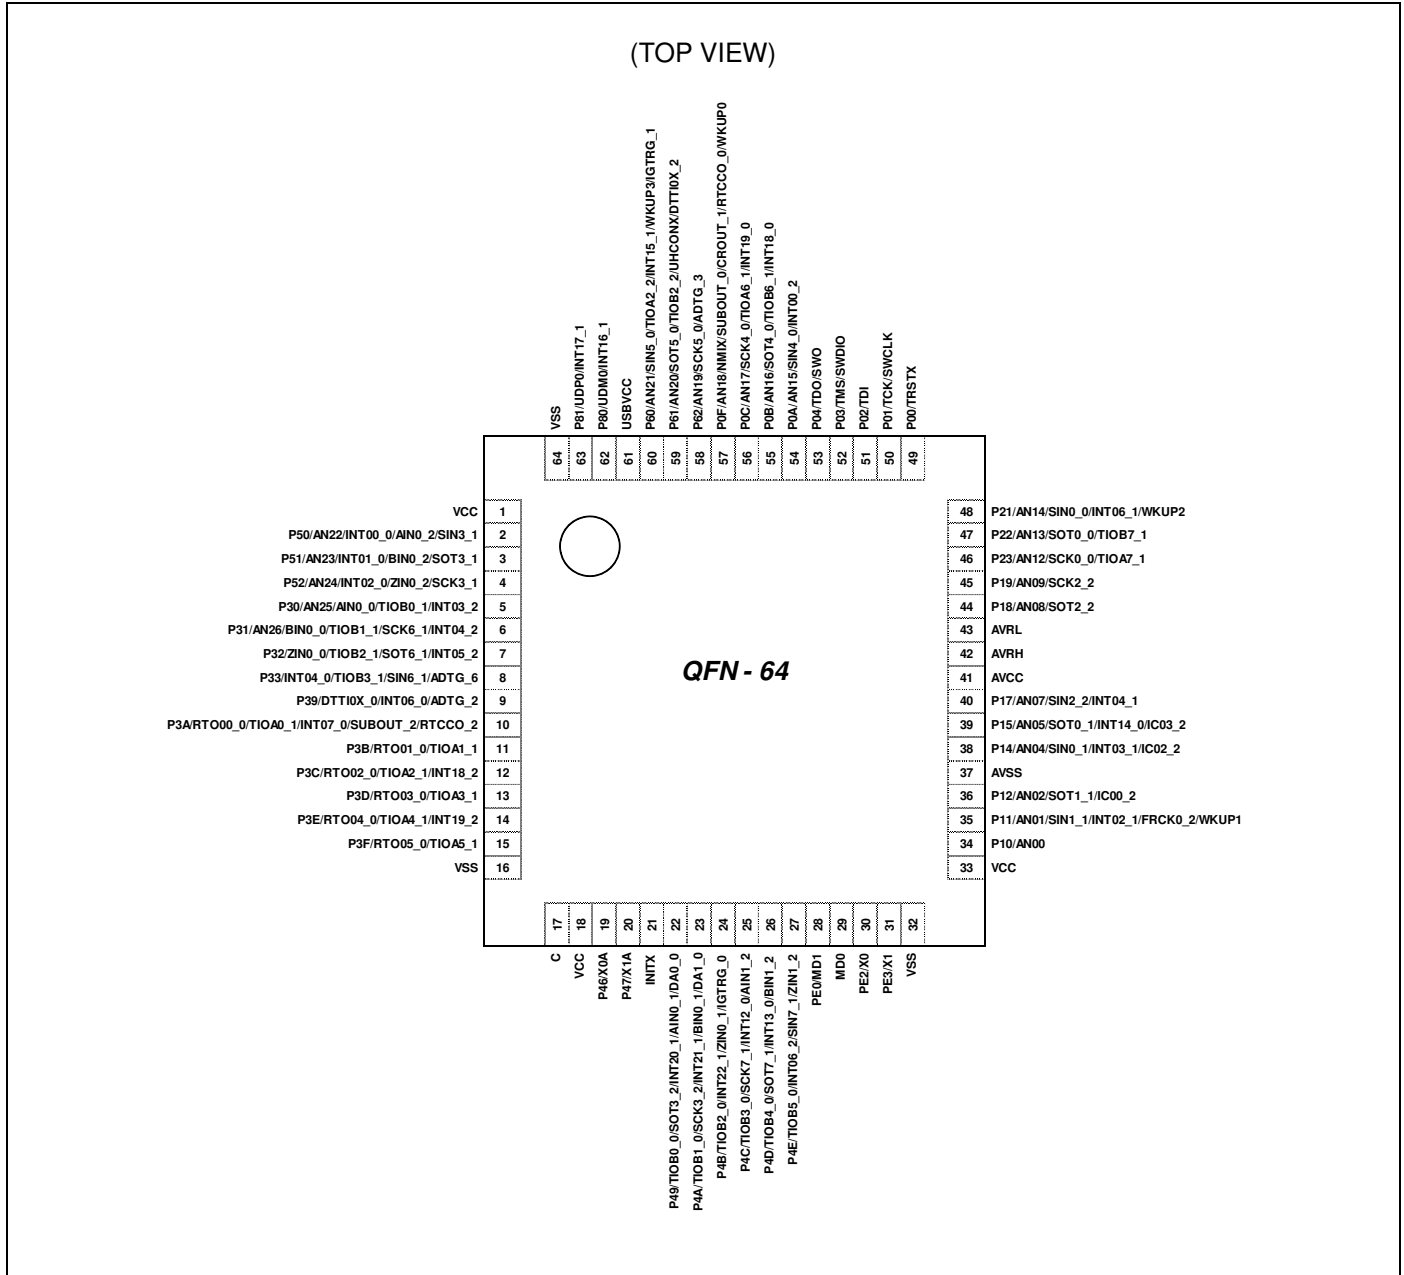 (TOP VIEW)
VSS
P81/UDP0/INT17_1
P80/UDM0/INT16_1
USBVCC
P60/AN21/SIN5_0/TIOA2_2/INT15_1/WKUP3/IGTRG_1
P61/AN20/SOT5_0/TIOB2_2/UHCONX/DTTI0X_2
P62/AN19/SCK5_0/ADTG_3
P0F/AN18/NMIX/SUBOUT_0/CROUT_1/RTCCO_0/WKUP0
P0C/AN17/SCK4_0/TIOA6_1/INT19_0
P0B/AN16/SOT4_0/TIOB6_1/INT18_0
P0A/AN15/SIN4_0/INT00_2
P04/TDO/SWO
P03/TMS/SWDIO
P02/TDI
P01/TCK/SWCLK
P00/TRSTX
64 63 62 61 60 59 58 57 56 55 54 53 52 51 50 49
VCC 1
P50/AN22/INT00_0/AIN0_2/SIN3_1 2
P51/AN23/INT01_0/BIN0_2/SOT3_1 3
P52/AN24/INT02_0/ZIN0_2/SCK3_1 4
P30/AN25/AIN0_0/TIOB0_1/INT03_2 5
P31/AN26/BIN0_0/TIOB1_1/SCK6_1/INT04_2 6
P32/ZIN0_0/TIOB2_1/SOT6_1/INT05_2 7
P33/INT04_0/TIOB3_1/SIN6_1/ADTG_6 8
P39/DTTI0X_0/INT06_0/ADTG_2 9
P3A/RTO00_0/TIOA0_1/INT07_0/SUBOUT_2/RTCCO_2 10
P3B/RTO01_0/TIOA1_1 11
P3C/RTO02_0/TIOA2_1/INT18_2 12
P3D/RTO03_0/TIOA3_1 13
P3E/RTO04_0/TIOA4_1/INT19_2 14
P3F/RTO05_0/TIOA5_1 15
VSS 16
QFN - 64
48 P21/AN14/SIN0_0/INT06_1/WKUP2
47 P22/AN13/SOT0_0/TIOB7_1
46 P23/AN12/SCK0_0/TIOA7_1
45 P19/AN09/SCK2_2
44 P18/AN08/SOT2_2
43 AVRL
42 AVRH
41 AVCC
40 P17/AN07/SIN2_2/INT04_1
39 P15/AN05/SOT0_1/INT14_0/IC03_2
38 P14/AN04/SIN0_1/INT03_1/IC02_2
37 AVSS
36 P12/AN02/SOT1_1/IC00_2
35 P11/AN01/SIN1_1/INT02_1/FRCK0_2/WKUP1
34 P10/AN00
33 VCC
17 18 19 20 21 22 23 24 25 26 27 28 29 30 31 32
C
VCC
P46/X0A
P47/X1A
INITX
P49/TIOB0_0/SOT3_2/INT20_1/AIN0_1/DA0_0
P4A/TIOB1_0/SCK3_2/INT21_1/BIN0_1/DA1_0
P4B/TIOB2_0/INT22_1/ZIN0_1/IGTRG_0
P4C/TIOB3_0/SCK7_1/INT12_0/AIN1_2
P4D/TIOB4_0/SOT7_1/INT13_0/BIN1_2
P4E/TIOB5_0/INT06_2/SIN7_1/ZIN1_2
PE0/MD1
MD0
PE2/X0
PE3/X1
VSS